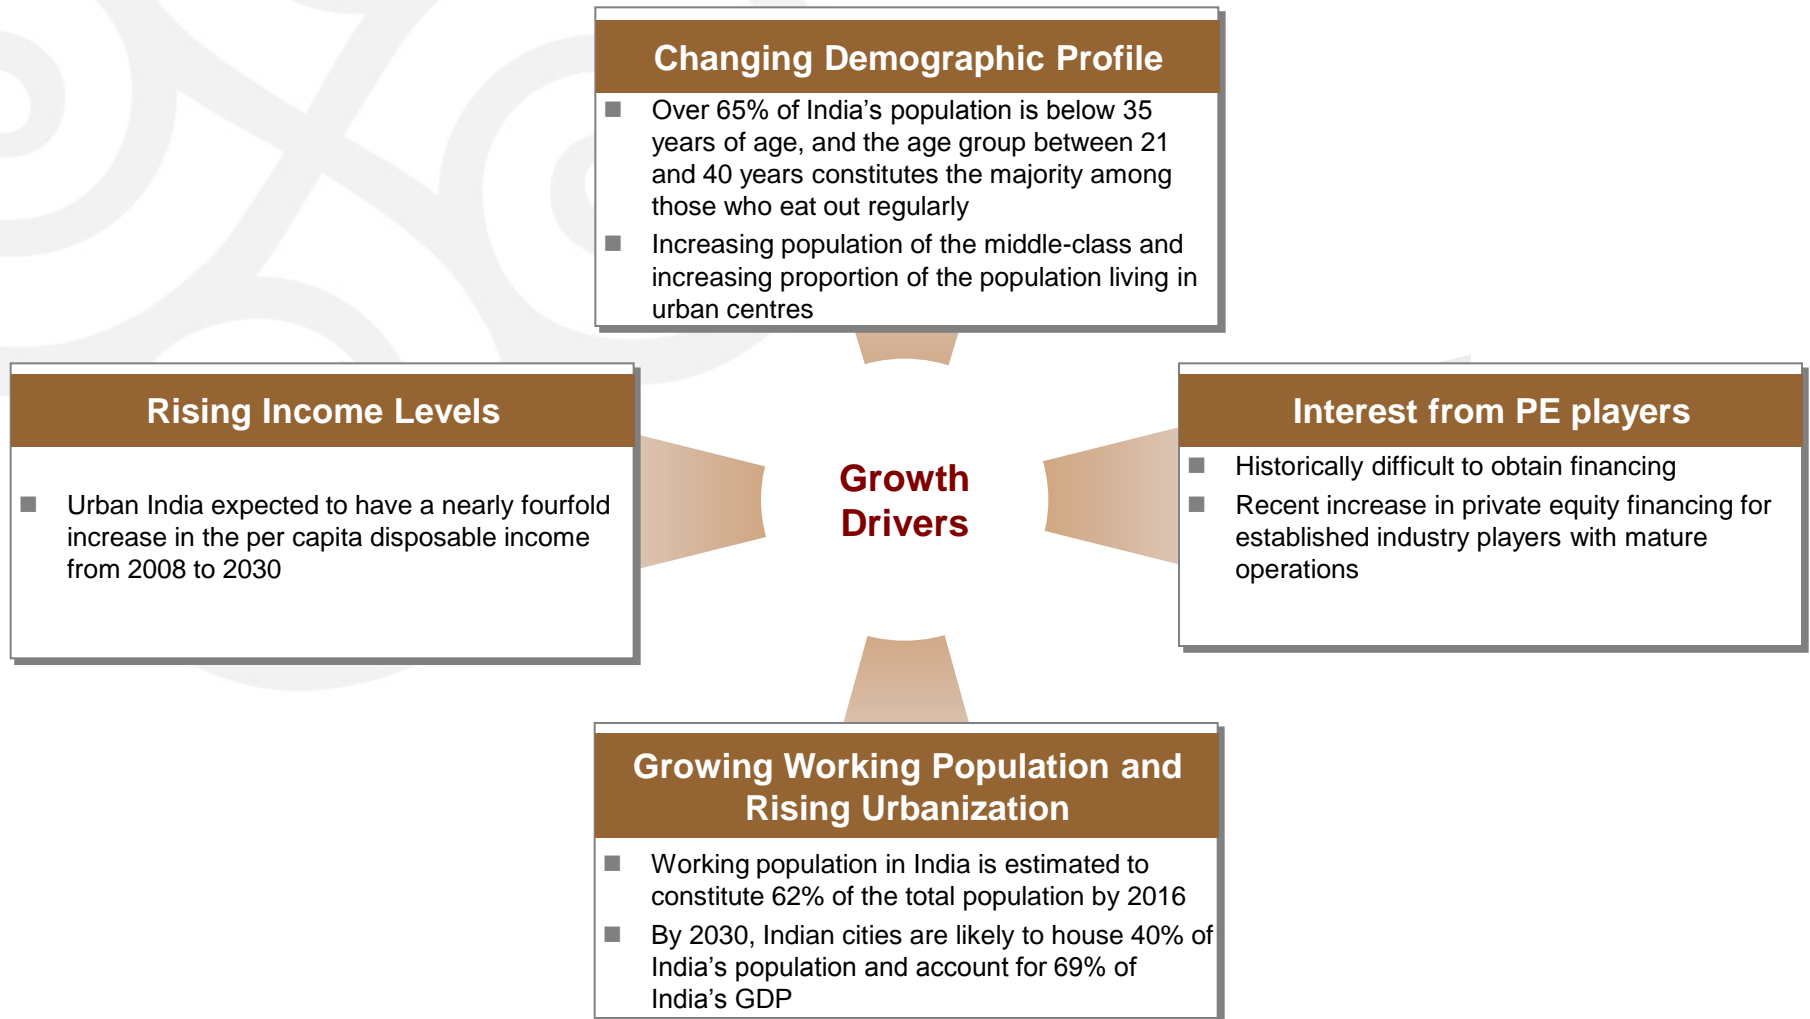 Changing Demographic Profile
■ Over 65% of India's population is below 35
years of age, and the age group between 21
and 40 years constitutes the majority among
those who eat out regularly
■ Increasing population of the middle-class and
increasing proportion of the population living in
urban centres
Rising Income Levels
■ Urban India expected to have a nearly fourfold
increase in the per capita disposable income
from 2008 to 2030
Growth
Drivers
Interest from PE players
■ Historically difficult to obtain financing
■ Recent increase in private equity financing for
established industry players with mature
operations
Growing Working Population and
Rising Urbanization
■ Working population in India is estimated to
constitute 62% of the total population by 2016
■ By 2030, Indian cities are likely to house 40% of
India's population and account for 69% of
India's GDP